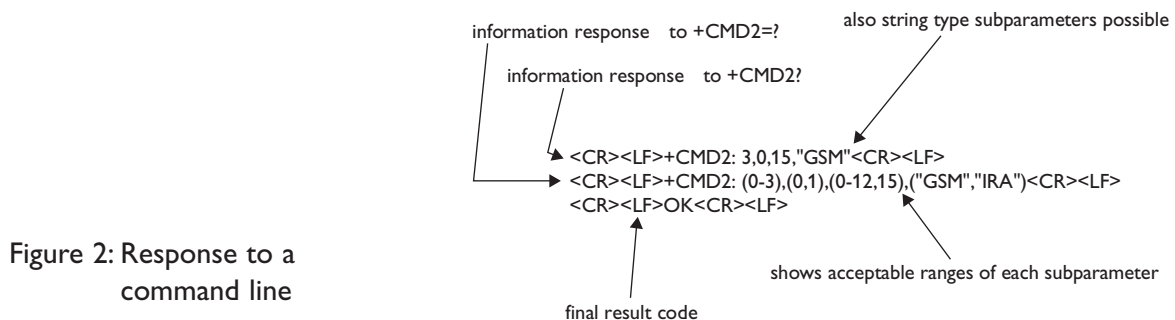 also string type subparameters possible
information response to +CMD2=?
information response to +CMD2?
<CR><LF>+CMD2: 3,0,15,"GSM"<CR><LF>
<CR><LF>+CMD2: (0-3),(0,1),(0-12,15),("GSM","IRA")<CR><LF>
<CR><LF>OK<CR><LF>
Figure 2: Response to a
command line
shows acceptable ranges of each subparameter
final result code